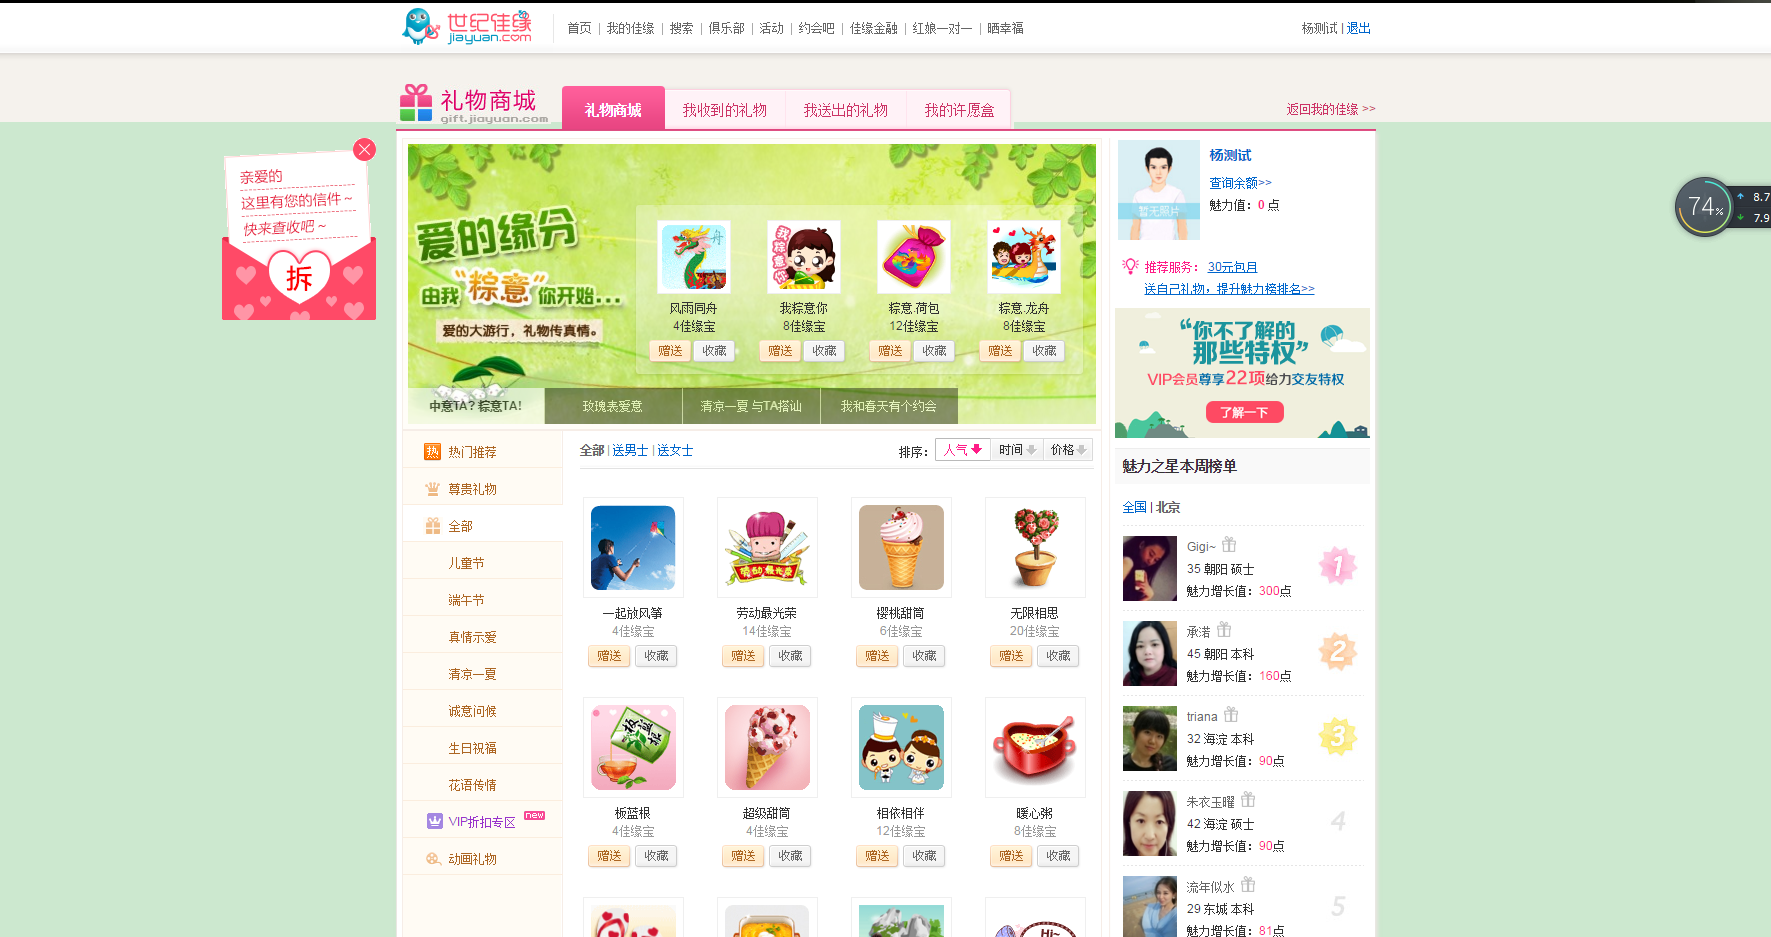 世纪佳缘
jiayuan.com
首页 | 我的佳缘 | 搜索 | 俱乐部 | 活动 | 约会吧 | 佳缘金融 | 红娘一对一 | 晒幸福
杨测试 | 退出
礼物商城
gift.jiayuan.com
礼物商城 我收到的礼物 我送出的礼物 我的许愿盒
返回我的佳缘 >>
亲爱的
这里有您的信件 ~
快来查收吧 ~
拆
爱的缘分
由我“粽意”你开始...
爱的大游行，礼物传真情。
舟
我粽意你
风雨同舟 我粽意你 粽意.荷包 粽意.龙舟
4佳缘宝 8佳缘宝 12佳缘宝 8佳缘宝
赠送 收藏 赠送 收藏 赠送 收藏 赠送 收藏
中意TA? 粽意TA! 玫瑰表爱意 清凉一夏 与TA搭讪 我和春天有个约会
杨测试
查询余额>>
魅力值：0 点
暂无照片
推荐服务： 30元包月
送自己礼物，提升魅力榜排名>>
“你不了解的
那些特权”
VIP会员尊享22项给力交友特权
了解一下
热 热门推荐
尊贵礼物
全部
儿童节
端午节
真情示爱
清凉一夏
诚意问候
生日祝福
花语传情
VIP折扣专区 new
动画礼物
全部 | 送男士 | 送女士
排序： 人气 时间 价格
劳动最光荣
一起放风筝 劳动最光荣 樱桃甜筒 无限相思
4佳缘宝 14佳缘宝 6佳缘宝 20佳缘宝
赠送 收藏 赠送 收藏 赠送 收藏 赠送 收藏
板蓝根
板蓝根 超级甜筒 相依相伴 暖心粥
4佳缘宝 4佳缘宝 12佳缘宝 8佳缘宝
赠送 收藏 赠送 收藏 赠送 收藏 赠送 收藏
Hi~
魅力之星本周榜单
全国 | 北京
Gigi~
35 朝阳 硕士
魅力增长值：300点
1
承渃
45 朝阳 本科
魅力增长值：160点
2
triana
32 海淀 本科
魅力增长值：90点
3
朱衣玉曜
42 海淀 硕士
魅力增长值：90点
4
流年似水
29 东城 本科
魅力增长值：81点
5
74%
8.7
7.9